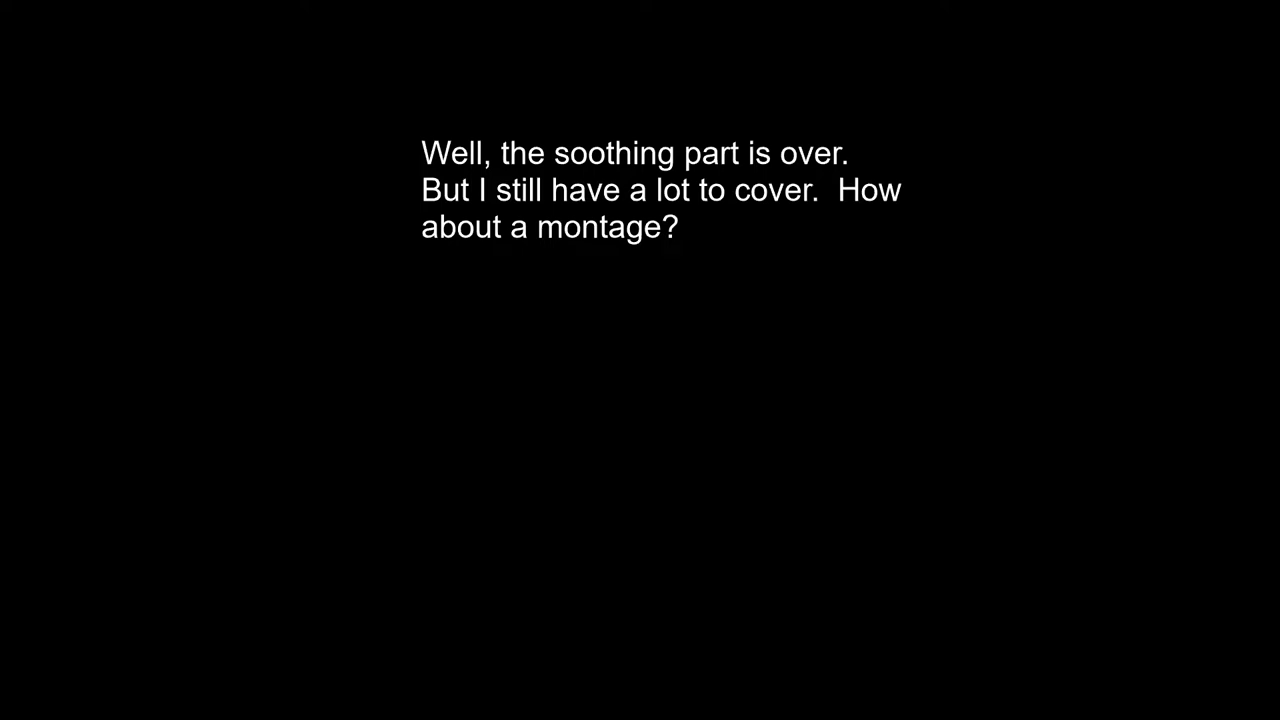 Well, the soothing part is over.
But I still have a lot to cover.  How
about a montage?